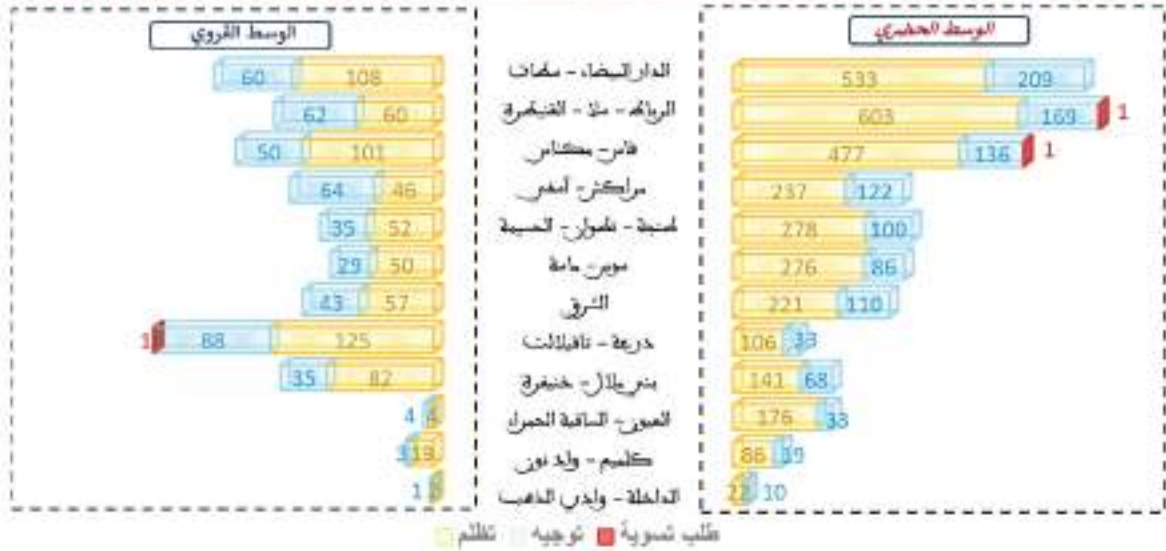 الوسط الحضري
الوسط القروي
533 209 الدار البيضاء - سطات 108 60
603 169 1 الرباط - سلا - القنيطرة 60 62
477 136 1 فاس - مكناس 101 50
237 122 مراكش - آسفي 46 64
278 100 طنجة - تطوان - الحسيمة 52 35
276 86 سوس - ماسة 50 29
221 110 الشرق 57 43
106 33 درعة - تافيلالت 125 88 1
141 68 بني ملال - خنيفرة 82 35
176 33 العيون - الساقية الحمراء 4 4
86 19 كلميم - واد نون 19 3
22 10 الداخلة - وادي الذهب 1
تظلم توجيه طلب تسوية